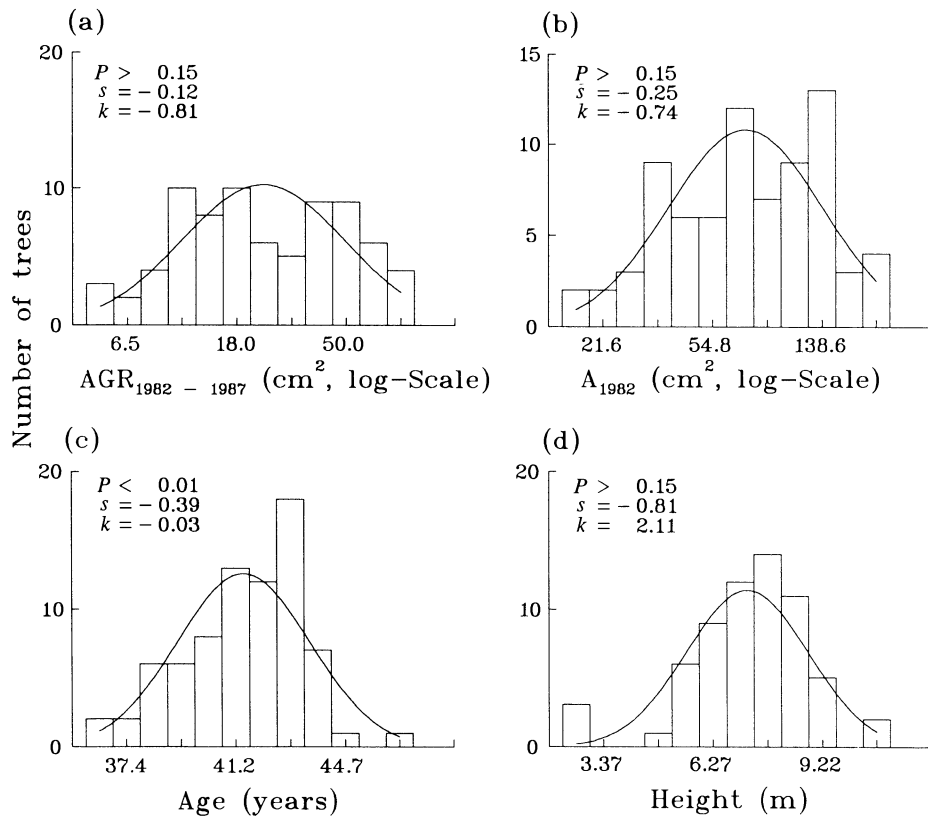 (a)
20
P > 0.15
s = − 0.12
k = − 0.81
10
0
6.5 18.0 50.0
AGR1982 − 1987 (cm², log−Scale)
(b)
15
P > 0.15
s = − 0.25
k = − 0.74
10
5
0
21.6 54.8 138.6
A1982 (cm², log−Scale)
Number of trees
(c)
20
P < 0.01
s = − 0.39
k = − 0.03
10
0
37.4 41.2 44.7
Age (years)
(d)
20
P > 0.15
s = − 0.81
k = 2.11
10
0
3.37 6.27 9.22
Height (m)